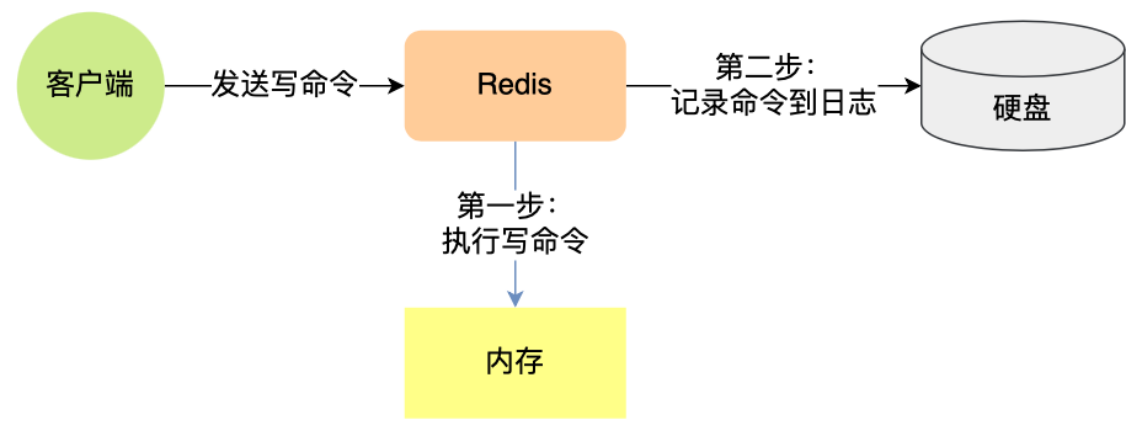 客户端
发送写命令
Redis
第二步：
记录命令到日志
硬盘
第一步：
执行写命令
内存